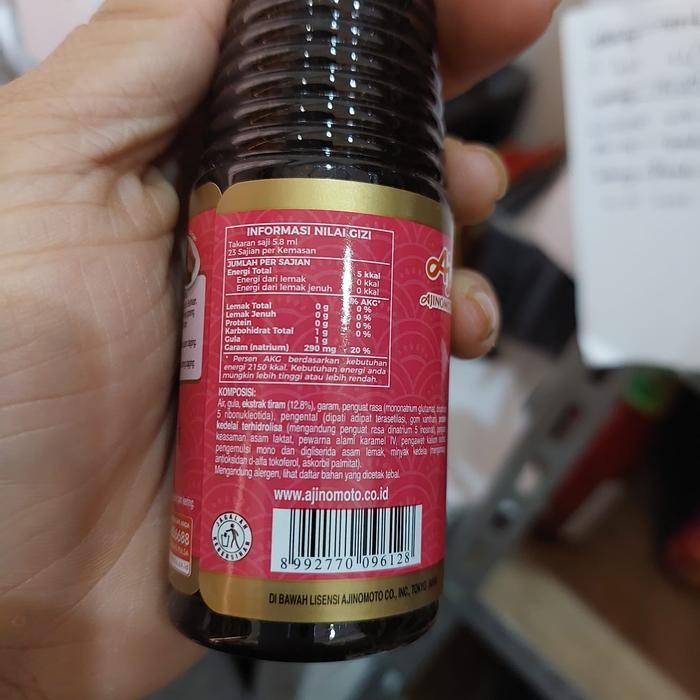 INFORMASI NILAI GIZI
Takaran saji 5.8 ml
23 Sajian per Kemasan
JUMLAH PER SAJIAN
Energi Total 5 kkal
Energi dari lemak 0 kkal
Energi dari lemak jenuh 0 kkal
% AKG*
Lemak Total 0 g 0 %
Lemak Jenuh 0 g 0 %
Protein 0 g 0 %
Karbohidrat Total 1 g 0 %
Gula 1 g
Garam (natrium) 290 mg 20 %
* Persen AKG berdasarkan kebutuhan
energi 2150 kkal. Kebutuhan energi anda
mungkin lebih tinggi atau lebih rendah.
KOMPOSISI:
Air, gula, ekstrak tiram (12.8%), garam, penguat rasa (mononatrium glutamat,
5 ribonukleotida), pengental (dipati adipat terasetilasi, gom xanthan),
kedelai terhidrolisa (mengandung penguat rasa dinatrium 5 inosinat),
keasaman asam laktat, pewarna alami karamel IV, pengawet kalium
pengemulsi mono dan digliserida asam lemak, minyak kedelai
antioksidan d-alfa tokoferol, askorbil palmitat).
Mengandung alergen, lihat daftar bahan yang dicetak tebal.
www.ajinomoto.co.id
JAGALAH KEBERSIHAN
8 992770 096128
DI BAWAH LISENSI AJINOMOTO CO., INC., TOKYO,